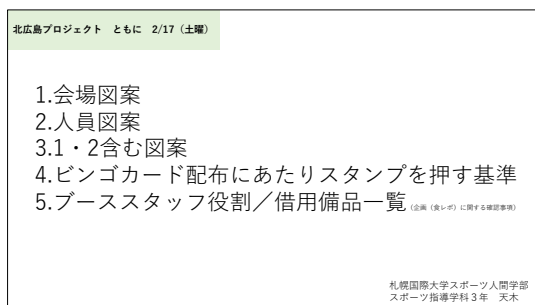 北広島プロジェクト ともに 2/17（土曜）
1.会場図案
2.人員図案
3.1・2含む図案
4.ビンゴカード配布にあたりスタンプを押す基準
5.ブーススタッフ役割／借用備品一覧（企画（食レポ）に関する確認事項）
札幌国際大学スポーツ人間学部
スポーツ指導学科３年 天木